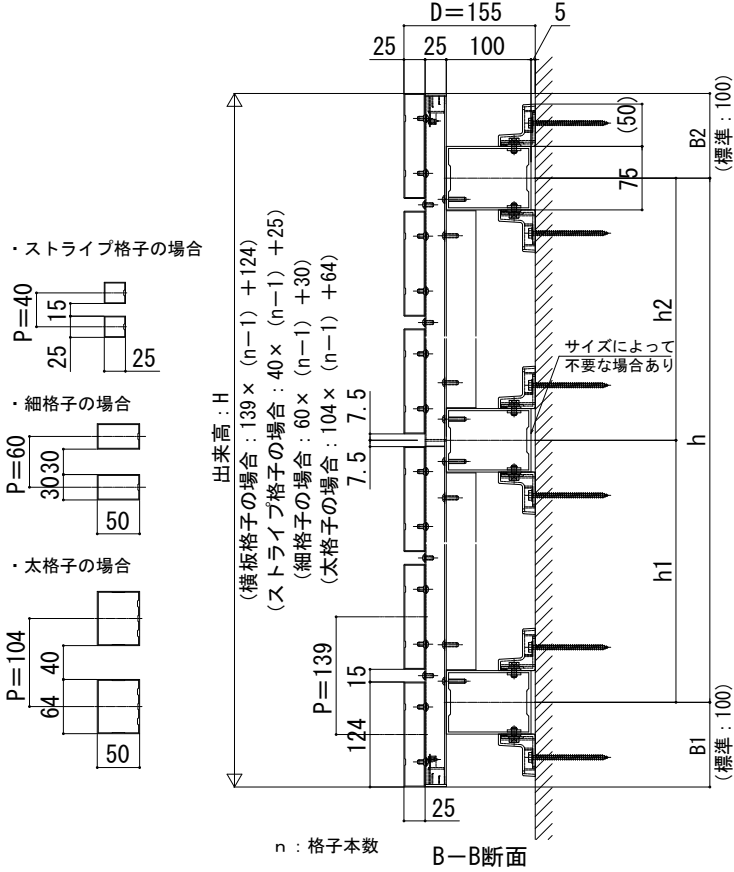 D=155
25
25
100
5
(50)
75
B2
(標準：100)
・ストライプ格子の場合
P=40
15
25
25
・細格子の場合
P=60
30
30
50
・太格子の場合
P=104
40
64
50
出来高：H
(横板格子の場合：139×（n−1）+124)
(ストライプ格子の場合：40×（n−1）+25)
(細格子の場合：60×（n−1）+30)
(太格子の場合：104×（n−1）+64)
7.5
7.5
サイズによって
不要な場合あり
h2
h
h1
P=139
15
124
25
B1
(標準：100)
n：格子本数
B−B断面